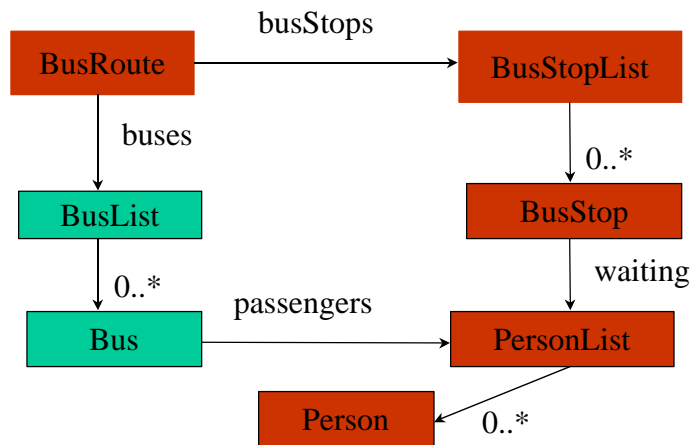 busStops
BusRoute
BusStopList
buses
0..*
BusList
BusStop
0..*
waiting
passengers
Bus
PersonList
Person
0..*